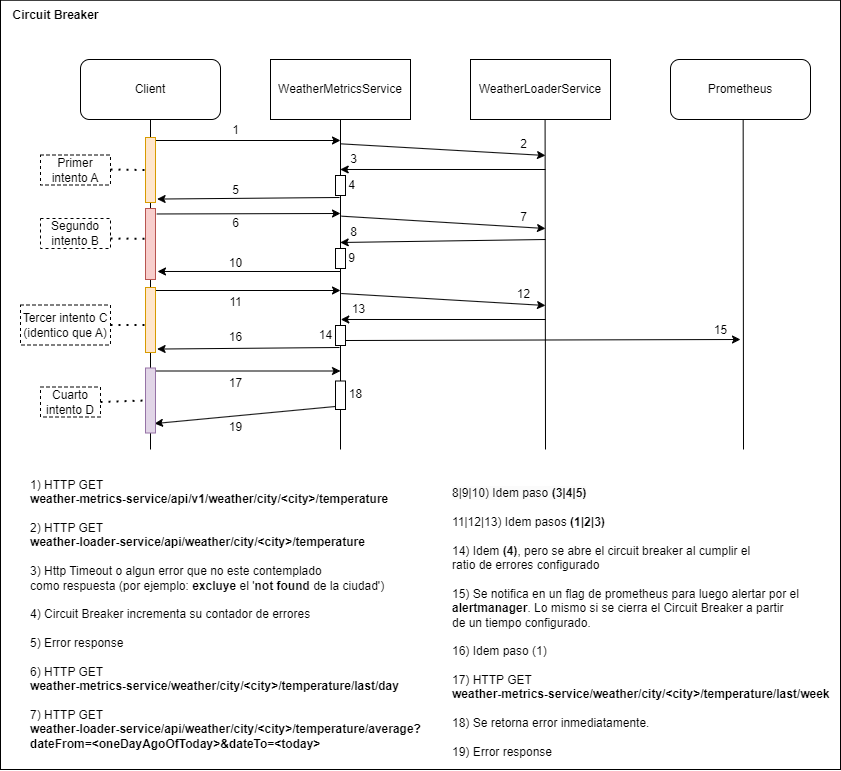 Circuit Breaker
Client
WeatherMetricsService
WeatherLoaderService
Prometheus
1
2
Primer
intento A
3
4
5
Segundo
intento B
6
7
8
9
10
Tercer intento C
(identico que A)
11
12
13
14
15
16
Cuarto
intento D
17
18
19
1) HTTP GET
weather-metrics-service/api/v1/weather/city/<city>/temperature
2) HTTP GET
weather-loader-service/api/weather/city/<city>/temperature
3) Http Timeout o algun error que no este contemplado
como respuesta (por ejemplo: excluye el 'not found de la ciudad')
4) Circuit Breaker incrementa su contador de errores
5) Error response
6) HTTP GET
weather-metrics-service/weather/city/<city>/temperature/last/day
7) HTTP GET
weather-loader-service/api/weather/city/<city>/temperature/average?
dateFrom=<oneDayAgoOfToday>&dateTo=<today>
8|9|10) Idem paso (3|4|5)
11|12|13) Idem pasos (1|2|3)
14) Idem (4), pero se abre el circuit breaker al cumplir el
ratio de errores configurado
15) Se notifica en un flag de prometheus para luego alertar por el
alertmanager. Lo mismo si se cierra el Circuit Breaker a partir
de un tiempo configurado.
16) Idem paso (1)
17) HTTP GET
weather-metrics-service/weather/city/<city>/temperature/last/week
18) Se retorna error inmediatamente.
19) Error response